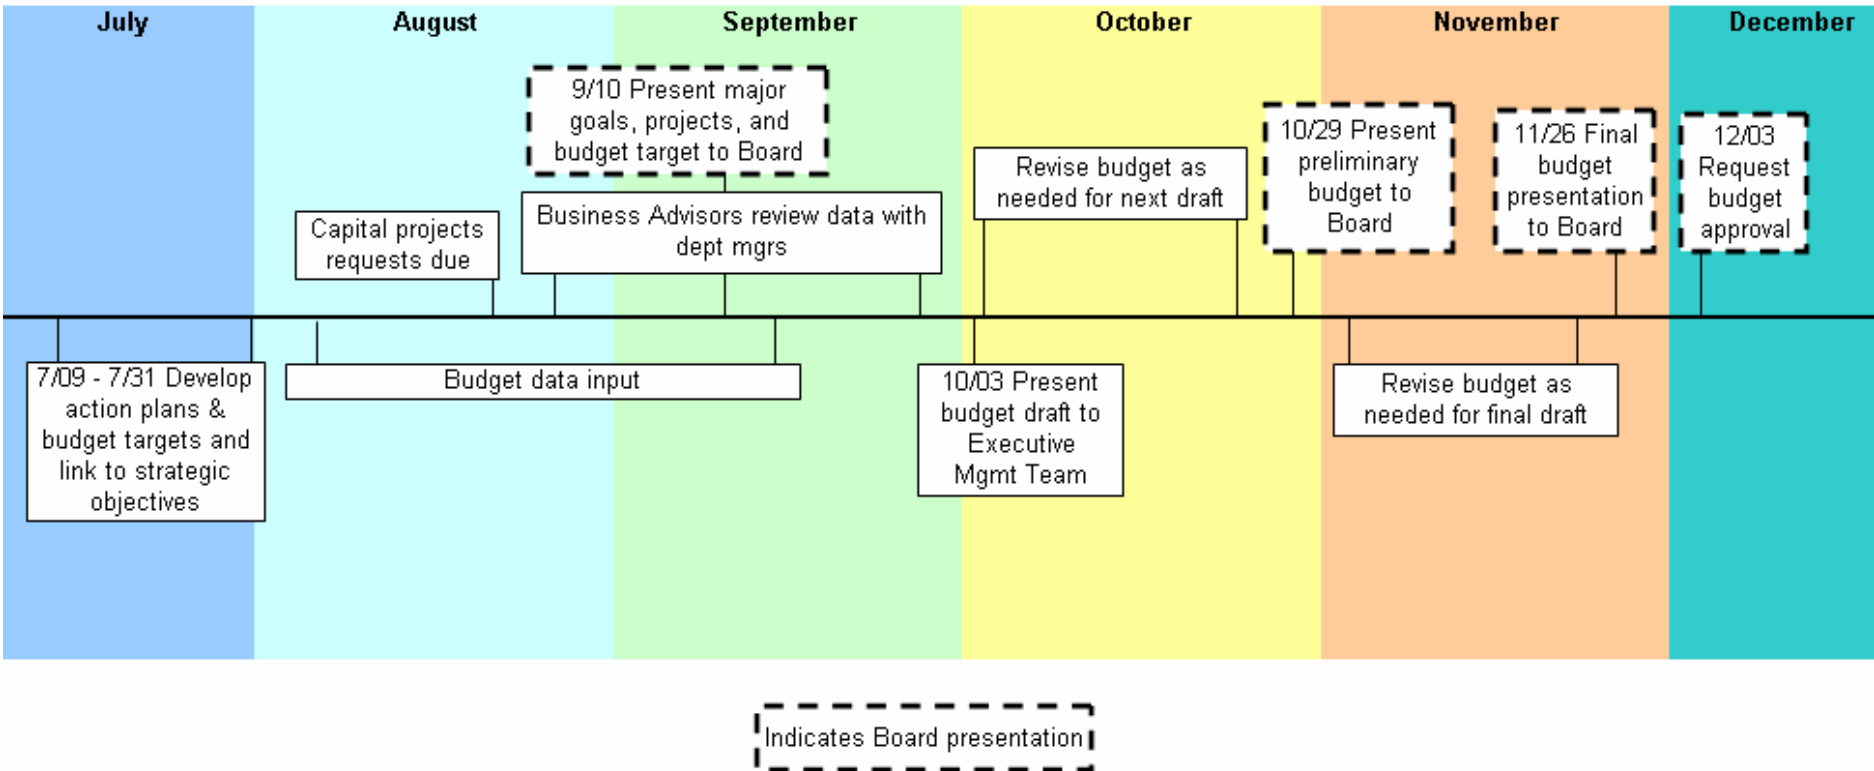 July
August
September
October
November
December
9/10 Present major
goals, projects, and
budget target to Board
Capital projects
requests due
Business Advisors review data with
dept mgrs
Revise budget as
needed for next draft
10/29 Present
preliminary
budget to
Board
11/26 Final
budget
presentation
to Board
12/03
Request
budget
approval
7/09 - 7/31 Develop
action plans &
budget targets and
link to strategic
objectives
Budget data input
10/03 Present
budget draft to
Executive
Mgmt Team
Revise budget as
needed for final draft
Indicates Board presentation